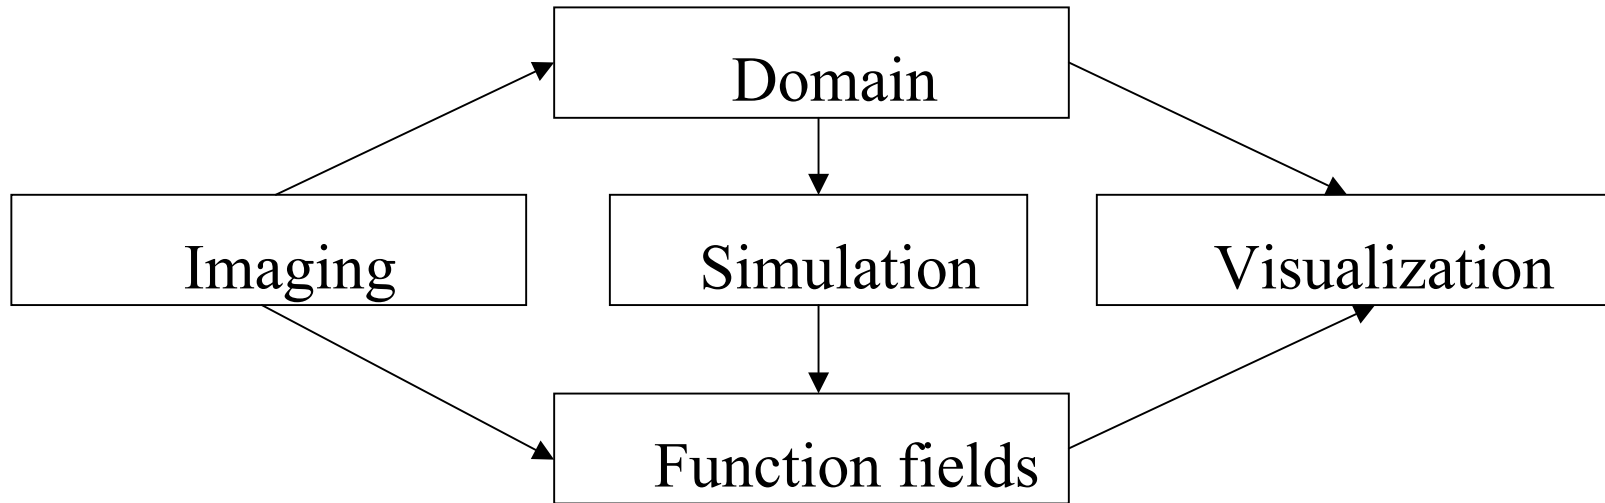 Domain
Imaging
Simulation
Visualization
Function fields